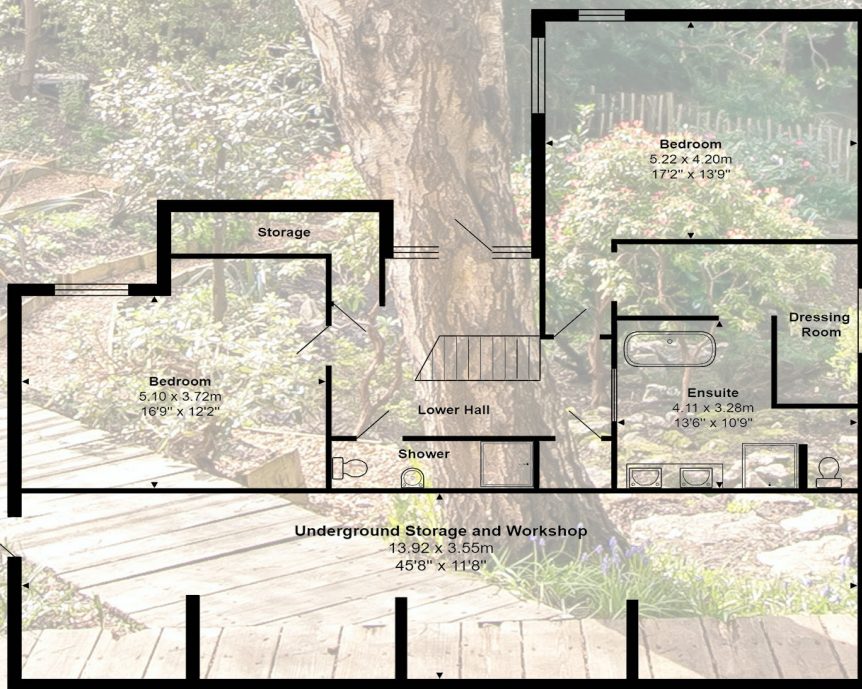 Bedroom
5.22 x 4.20m
17'2" x 13'9"
Storage
Dressing
Room
Bedroom
5.10 x 3.72m
16'9" x 12'2"
Ensuite
4.11 x 3.28m
13'6" x 10'9"
Lower Hall
Shower
Underground Storage and Workshop
13.92 x 3.55m
45'8" x 11'8"